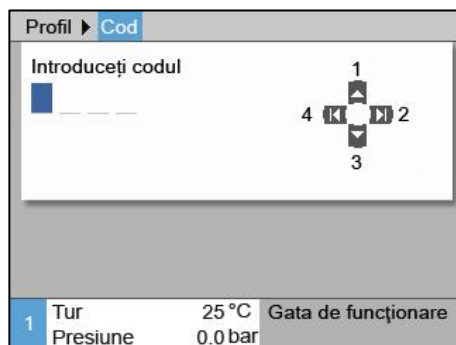 Profil Cod
Introduceți codul
1
4 2
3
1 Tur 25 °C Gata de funcționare
Presiune 0.0 bar